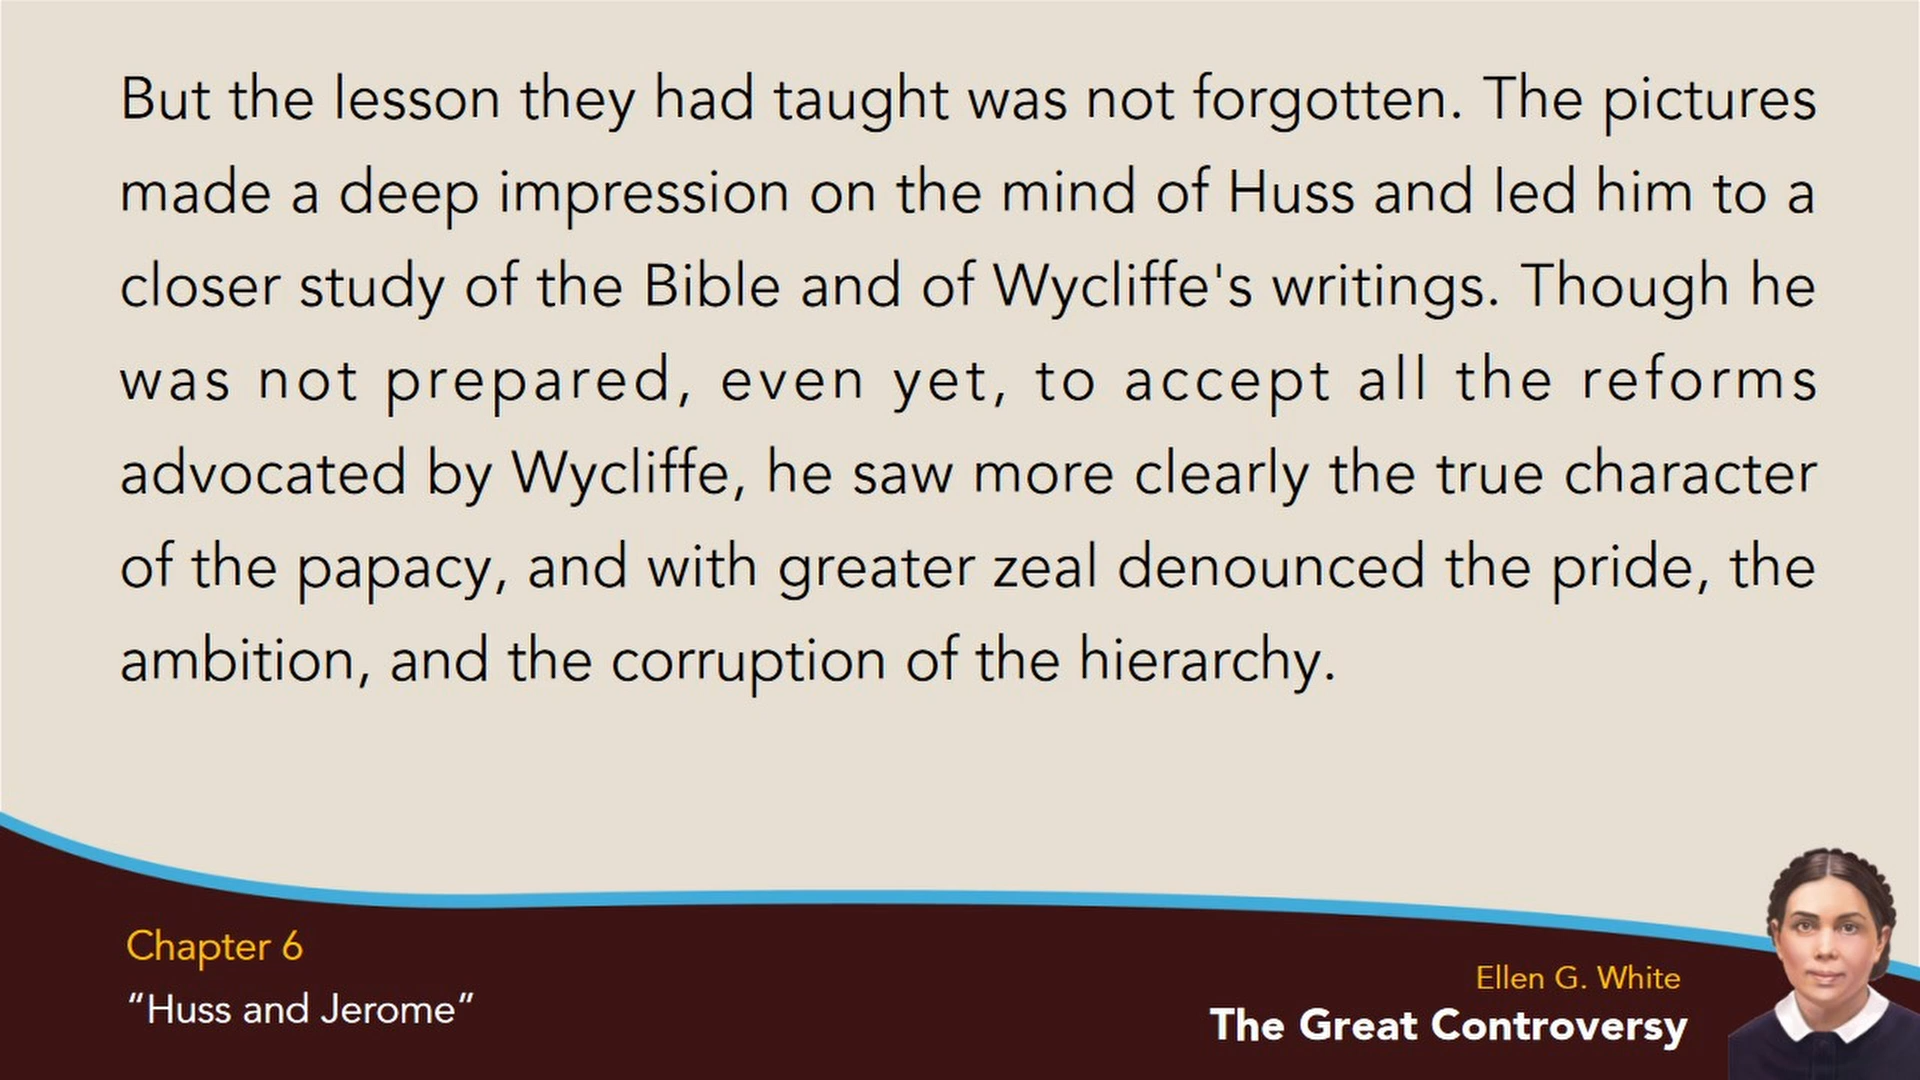 But the lesson they had taught was not forgotten. The pictures
made a deep impression on the mind of Huss and led him to a
closer study of the Bible and of Wycliffe's writings. Though he
was not prepared, even yet, to accept all the reforms
advocated by Wycliffe, he saw more clearly the true character
of the papacy, and with greater zeal denounced the pride, the
ambition, and the corruption of the hierarchy.
Chapter 6
“Huss and Jerome”
Ellen G. White
The Great Controversy